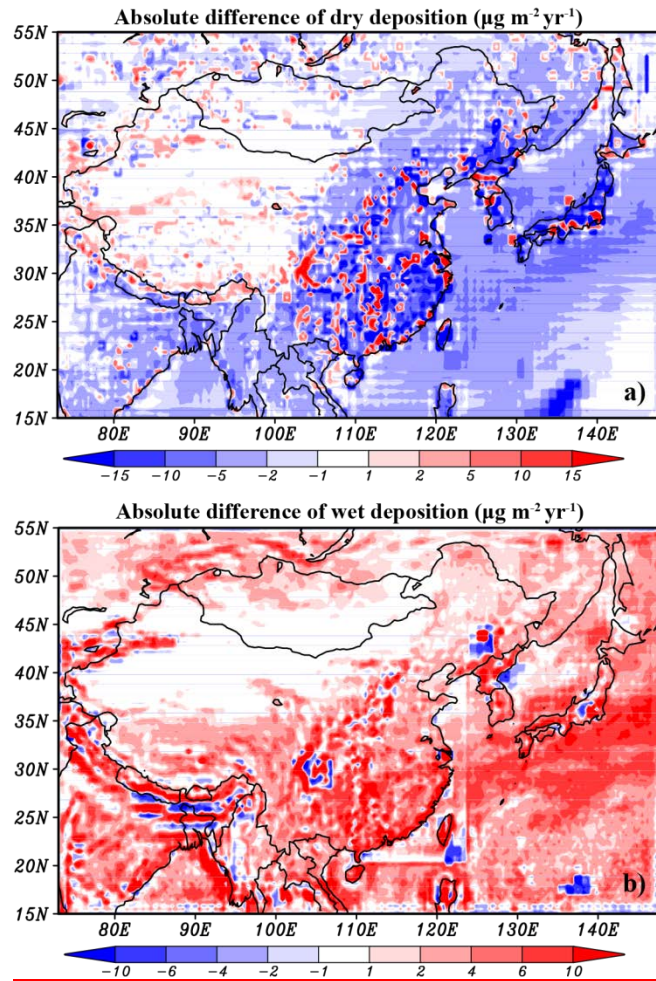 Absolute difference of dry deposition (µg m⁻² yr⁻¹)
55N
50N
45N
40N
35N
30N
25N
20N
15N
a)
80E 90E 100E 110E 120E 130E 140E
−15 −10 −5 −2 −1 1 2 5 10 15
Absolute difference of wet deposition (µg m⁻² yr⁻¹)
55N
50N
45N
40N
35N
30N
25N
20N
15N
b)
80E 90E 100E 110E 120E 130E 140E
−10 −6 −4 −2 −1 1 2 4 6 10